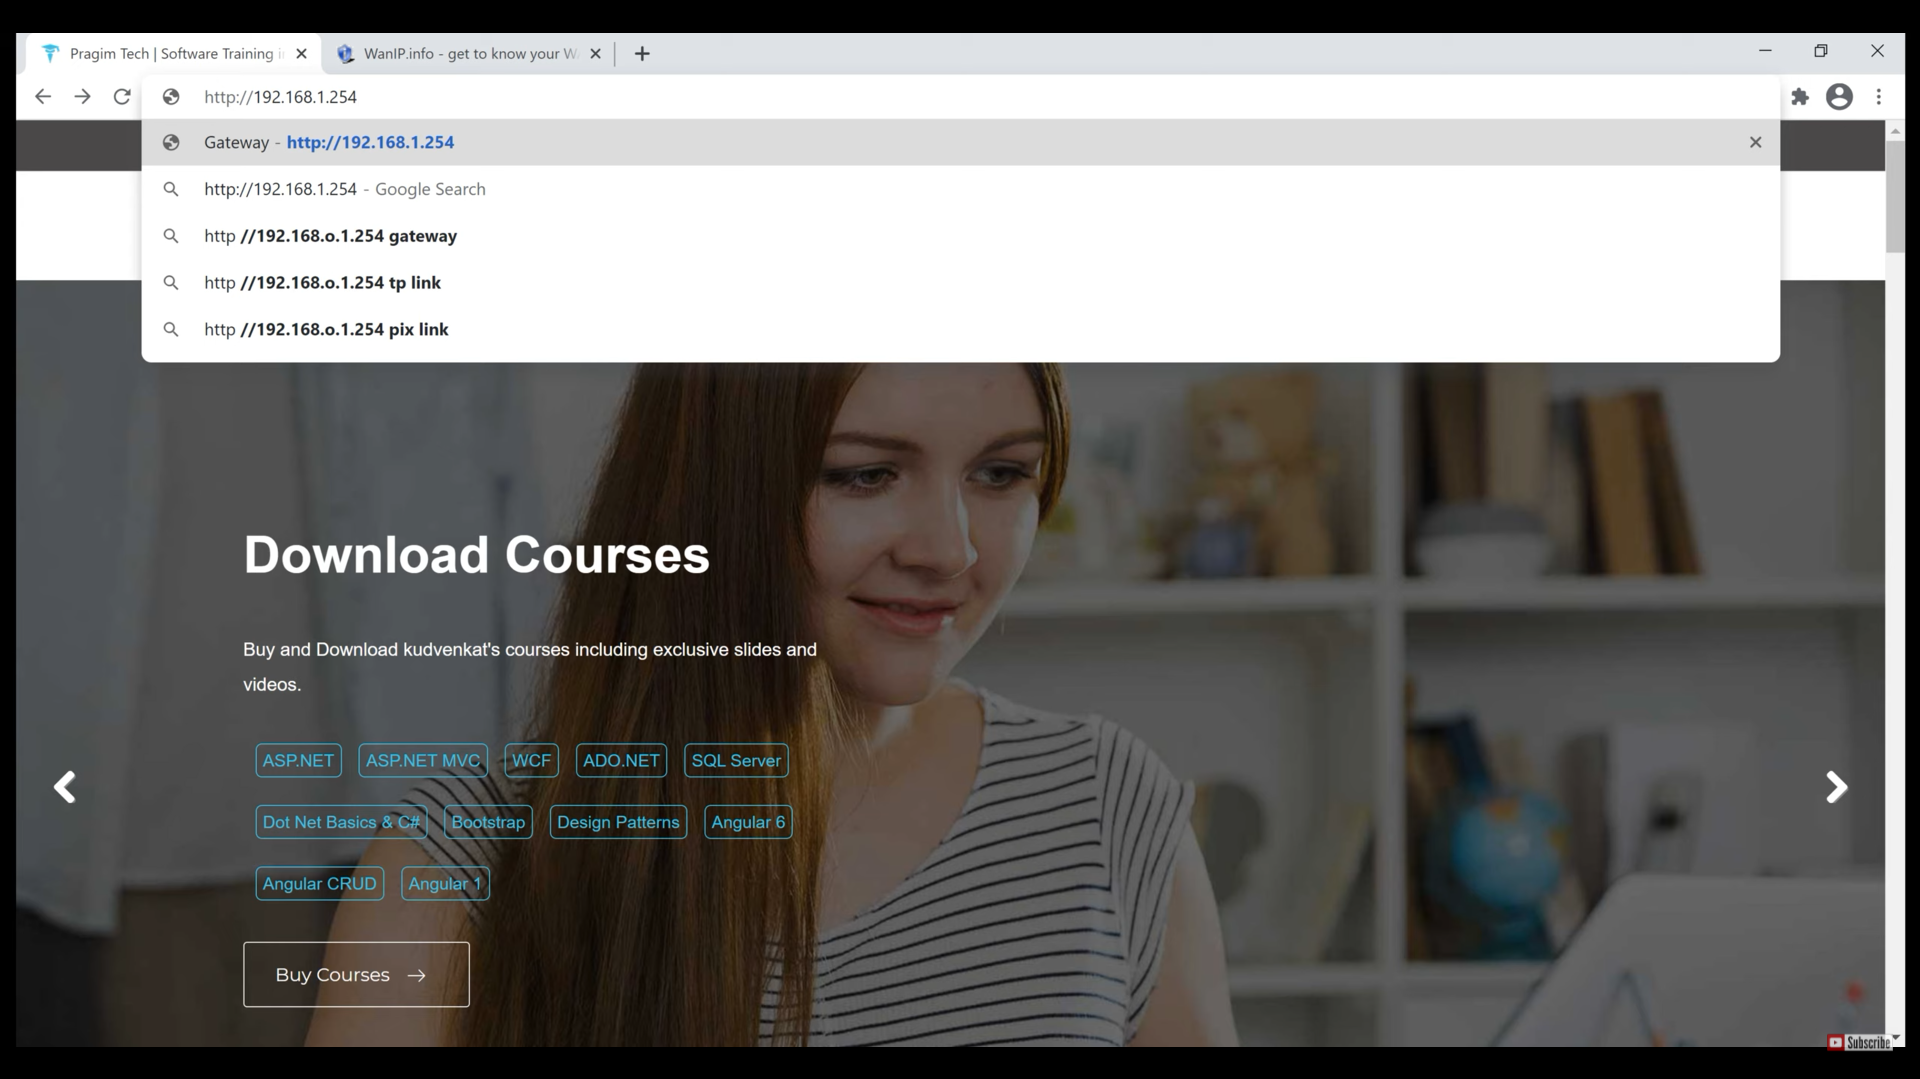 Pragim Tech | Software Training i
WanIP.info - get to know your W
http://192.168.1.254
Gateway - http://192.168.1.254
http://192.168.1.254 - Google Search
http //192.168.o.1.254 gateway
http //192.168.o.1.254 tp link
http //192.168.o.1.254 pix link
Download Courses
Buy and Download kudvenkat's courses including exclusive slides and
videos.
ASP.NET ASP.NET MVC WCF ADO.NET SQL Server
Dot Net Basics & C# Bootstrap Design Patterns Angular 6
Angular CRUD Angular 1
Buy Courses →
Subscribe